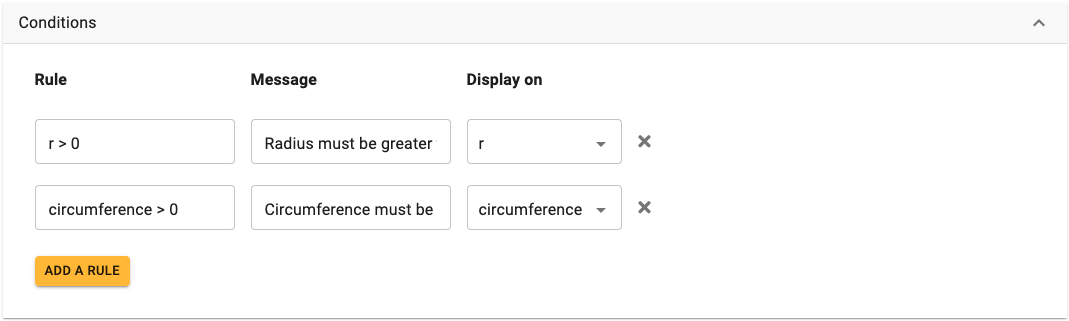 Conditions
Rule Message Display on
r > 0 Radius must be greater r
circumference > 0 Circumference must be circumference
ADD A RULE